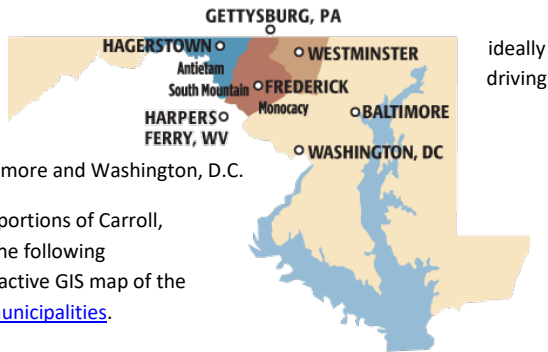 GETTYSBURG, PA
HAGERSTOWN
WESTMINSTER
ideally
Antietam
driving
South Mountain
FREDERICK
Monocacy
BALTIMORE
HARPERS
FERRY, WV
WASHINGTON, DC
more and Washington, D.C.
portions of Carroll,
ne following
active GIS map of the
unicipalities.